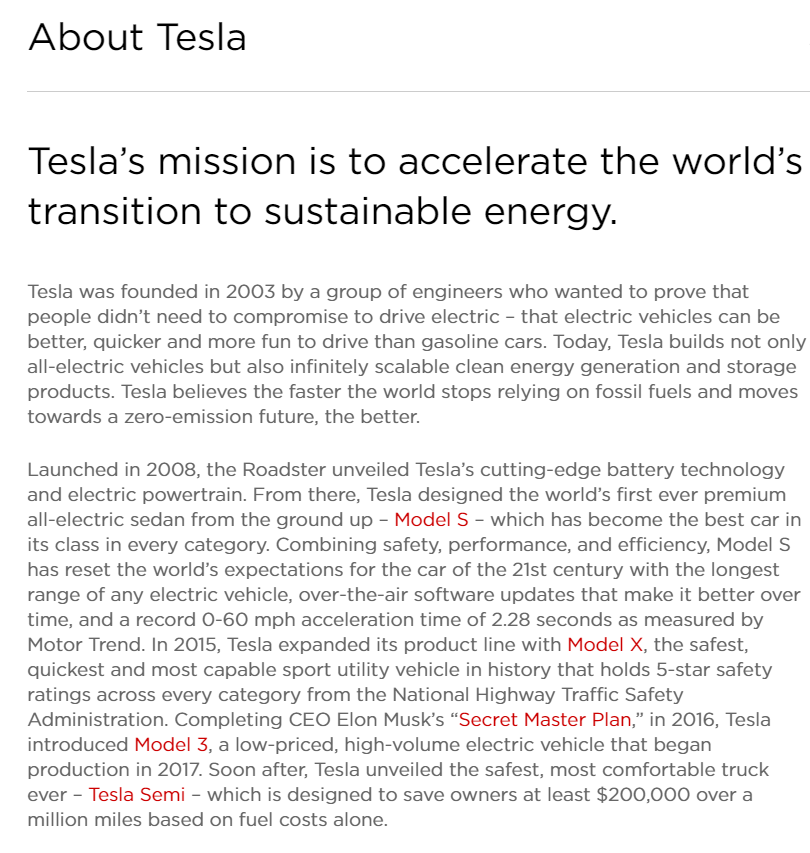 About Tesla
Tesla’s mission is to accelerate the world’s
transition to sustainable energy.
Tesla was founded in 2003 by a group of engineers who wanted to prove that
people didn’t need to compromise to drive electric – that electric vehicles can be
better, quicker and more fun to drive than gasoline cars. Today, Tesla builds not only
all-electric vehicles but also infinitely scalable clean energy generation and storage
products. Tesla believes the faster the world stops relying on fossil fuels and moves
towards a zero-emission future, the better.
Launched in 2008, the Roadster unveiled Tesla’s cutting-edge battery technology
and electric powertrain. From there, Tesla designed the world’s first ever premium
all-electric sedan from the ground up – Model S – which has become the best car in
its class in every category. Combining safety, performance, and efficiency, Model S
has reset the world’s expectations for the car of the 21st century with the longest
range of any electric vehicle, over-the-air software updates that make it better over
time, and a record 0-60 mph acceleration time of 2.28 seconds as measured by
Motor Trend. In 2015, Tesla expanded its product line with Model X, the safest,
quickest and most capable sport utility vehicle in history that holds 5-star safety
ratings across every category from the National Highway Traffic Safety
Administration. Completing CEO Elon Musk’s “Secret Master Plan,” in 2016, Tesla
introduced Model 3, a low-priced, high-volume electric vehicle that began
production in 2017. Soon after, Tesla unveiled the safest, most comfortable truck
ever – Tesla Semi – which is designed to save owners at least $200,000 over a
million miles based on fuel costs alone.